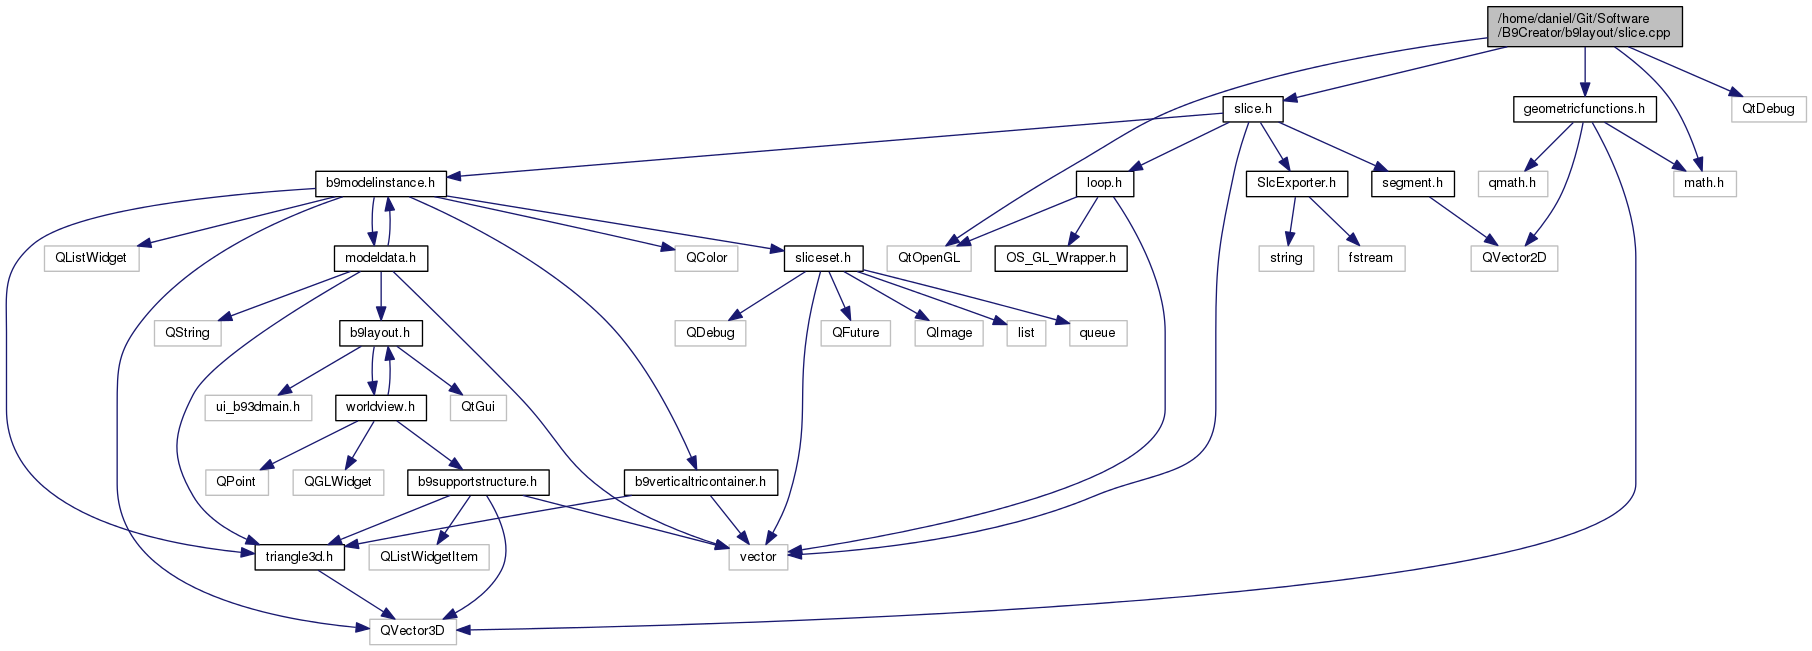 /home/daniel/Git/Software
/B9Creator/b9layout/slice.cpp
slice.h
geometricfunctions.h
QtDebug
b9modelinstance.h
loop.h
SlcExporter.h
segment.h
qmath.h
math.h
QListWidget
modeldata.h
QColor
sliceset.h
QtOpenGL
OS_GL_Wrapper.h
string
fstream
QVector2D
QString
b9layout.h
QDebug
QFuture
QImage
list
queue
ui_b93dmain.h
worldview.h
QtGui
QPoint
QGLWidget
b9supportstructure.h
b9verticaltricontainer.h
triangle3d.h
QListWidgetItem
vector
QVector3D